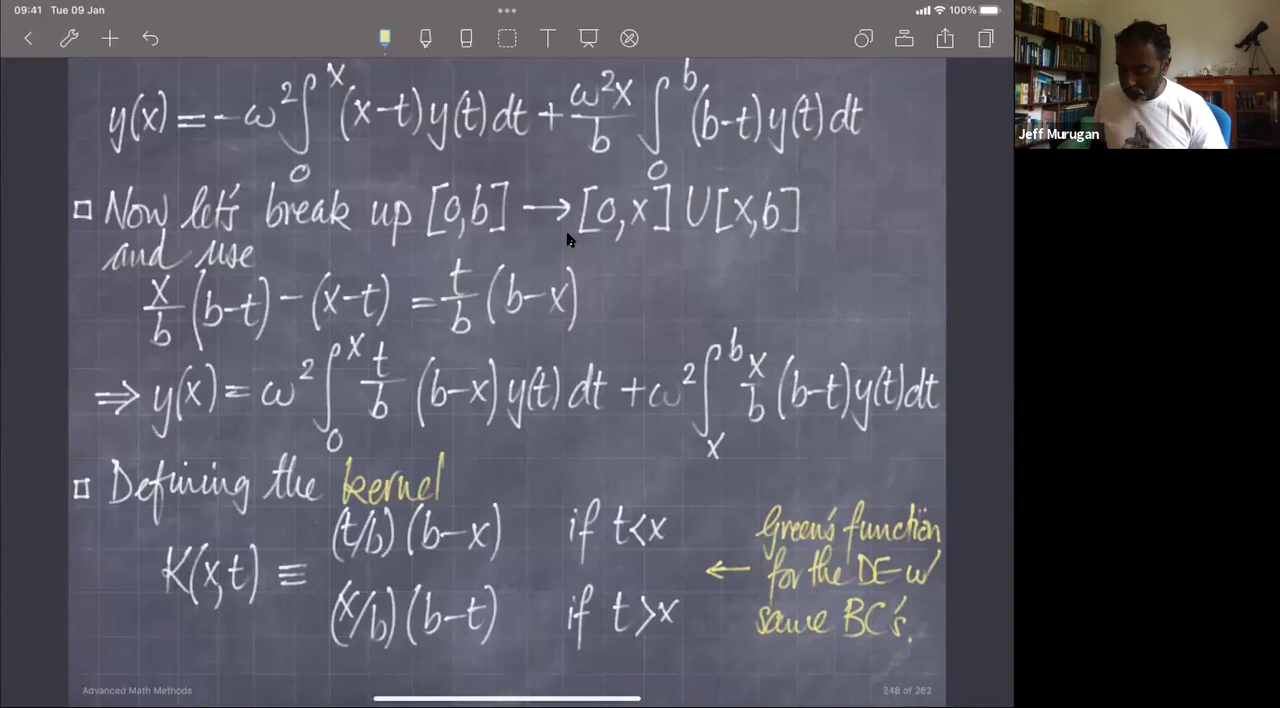 09:41 Tue 09 Jan
100%
Jeff Murugan
y(x) = -ω² ∫₀ˣ (x-t) y(t) dt + ω²x/b ∫₀ᵇ (b-t) y(t) dt
□ Now let's break up [0,b] → [0,x] U [x,b]
and use
x/b (b-t) - (x-t) = t/b (b-x)
⇒ y(x) = ω² ∫₀ˣ t/b (b-x) y(t) dt + ω² ∫ₓᵇ x/b (b-t) y(t) dt
□ Defining the kernel
K(x,t) ≡
(t/b) (b-x) if t<x
(x/b) (b-t) if t>x
← Green's function
for the DE w/
same BC's.
Advanced Math Methods
248 of 262